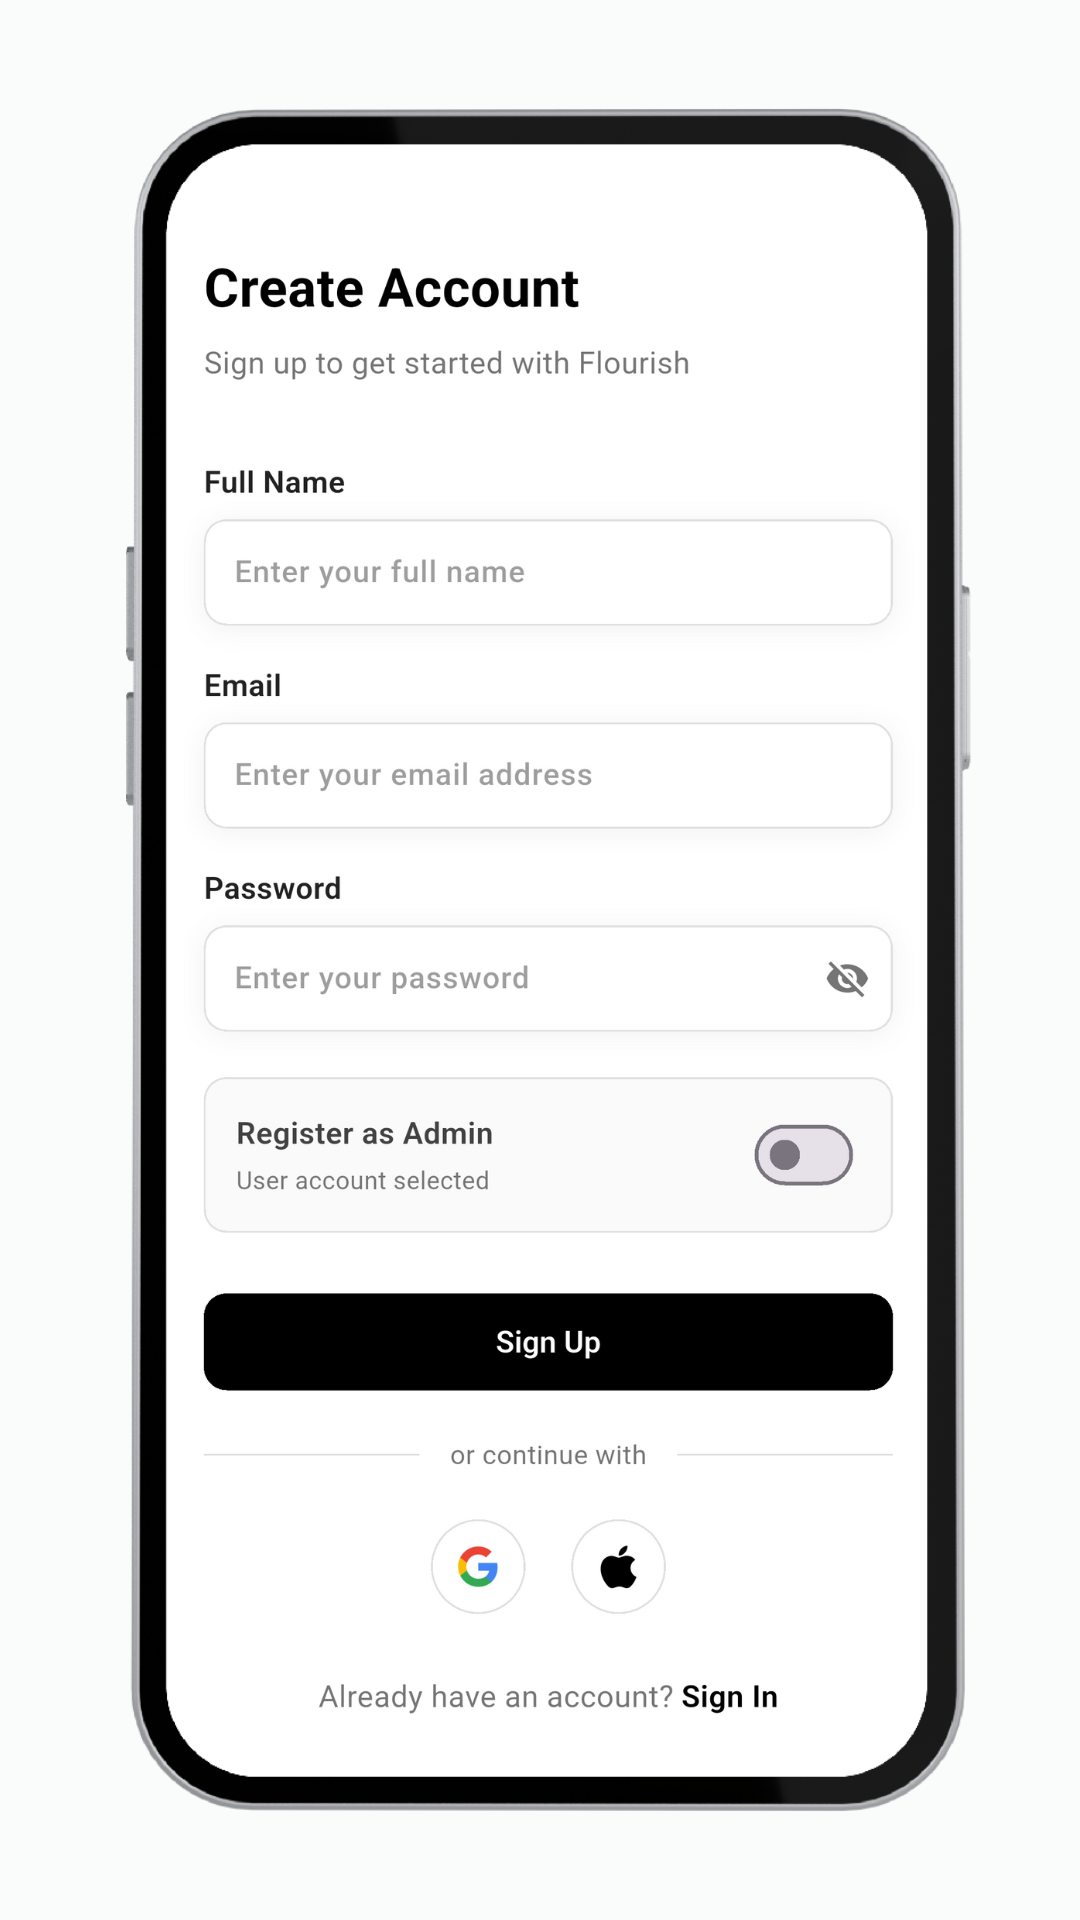 Create Account
Sign up to get started with Flourish
Full Name
Enter your full name
Email
Enter your email address
Password
Enter your password
Register as Admin
User account selected
Sign Up
or continue with
Already have an account? Sign In